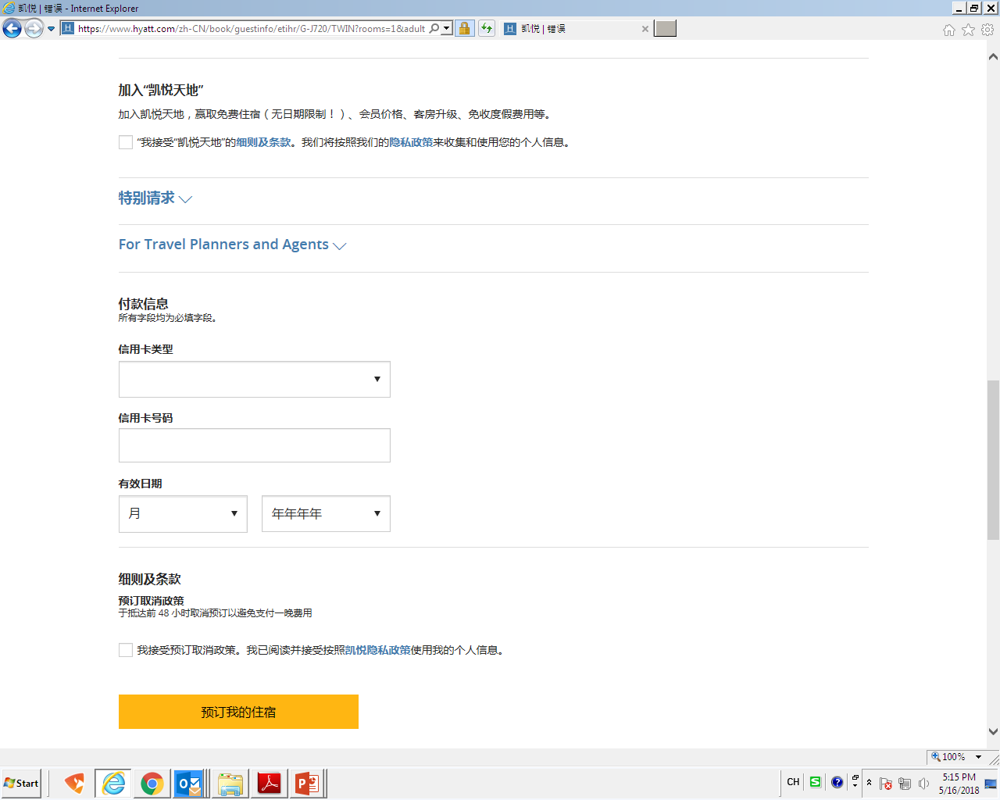 凯悦 | 错误 - Internet Explorer
https://www.hyatt.com/zh-CN/book/guestinfo/etihr/G-J720/TWIN?rooms=1&adult
凯悦 | 错误
加入“凯悦天地”
加入凯悦天地，赢取免费住宿（无日期限制！）、会员价格、客房升级、免收度假费用等。
“我接受“凯悦天地”的细则及条款。我们将按照我们的隐私政策来收集和使用您的个人信息。
特别请求
For Travel Planners and Agents
付款信息
所有字段均为必填字段。
信用卡类型
信用卡号码
有效日期
月
年年年年
细则及条款
预订取消政策
于抵达前 48 小时取消预订以避免支付一晚费用
我接受预订取消政策。我已阅读并接受按照凯悦隐私政策使用我的个人信息。
预订我的住宿
100%
Start
CH
5:15 PM
5/16/2018